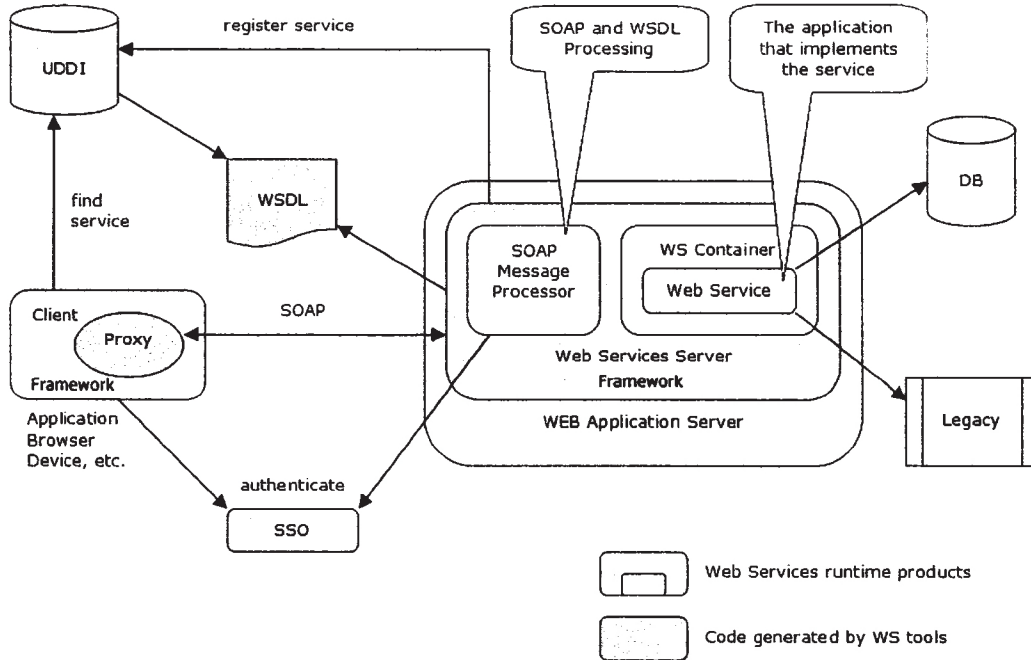 register service
UDDI
SOAP and WSDL
Processing
The application
that implements
the service
DB
find
service
WSDL
SOAP
Message
Processor
WS Container
Web Service
Client
Proxy
Framework
SOAP
Web Services Server
Framework
WEB Application Server
Legacy
Application
Browser
Device, etc.
authenticate
SSO
Web Services runtime products
Code generated by WS tools